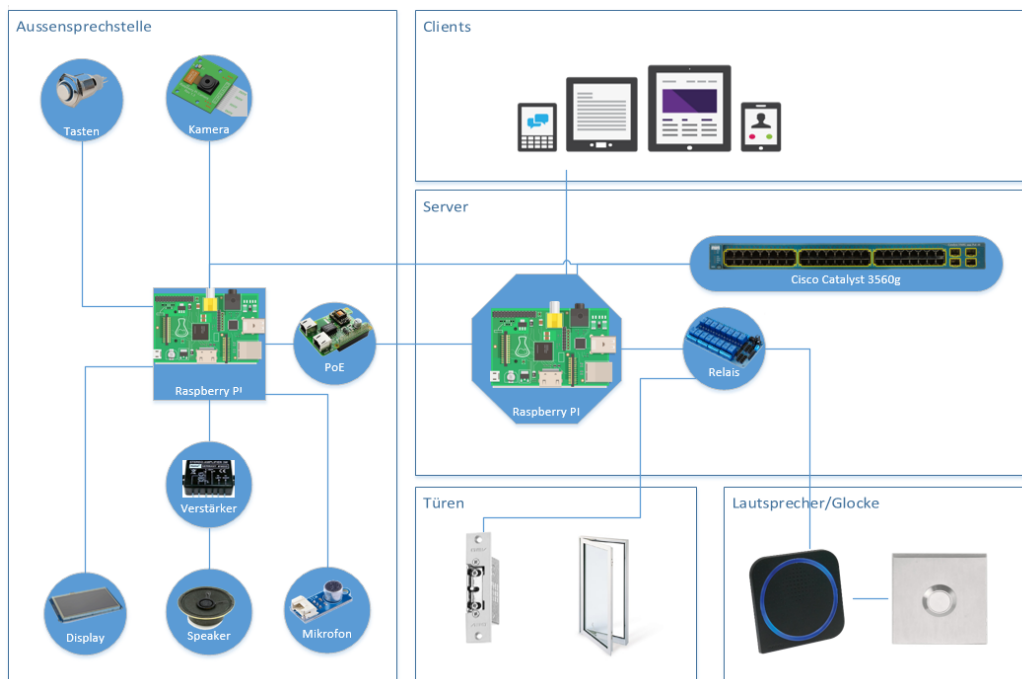 Aussensprechstelle
Tasten
Kamera
Raspberry PI
PoE
Verstärker
Display
Speaker
Mikrofon
Clients
Server
Cisco Catalyst 3560g
Raspberry PI
Relais
Türen
Lautsprecher/Glocke